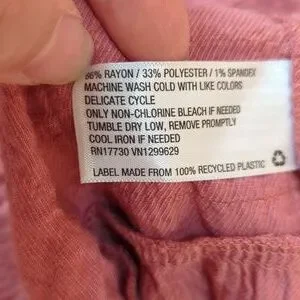 66% RAYON / 33% POLYESTER / 1% SPANDEX
MACHINE WASH COLD WITH LIKE COLORS
DELICATE CYCLE
ONLY NON-CHLORINE BLEACH IF NEEDED
TUMBLE DRY LOW, REMOVE PROMPTLY
COOL IRON IF NEEDED
RN17730 VN1299629
LABEL MADE FROM 100% RECYCLED PLASTIC